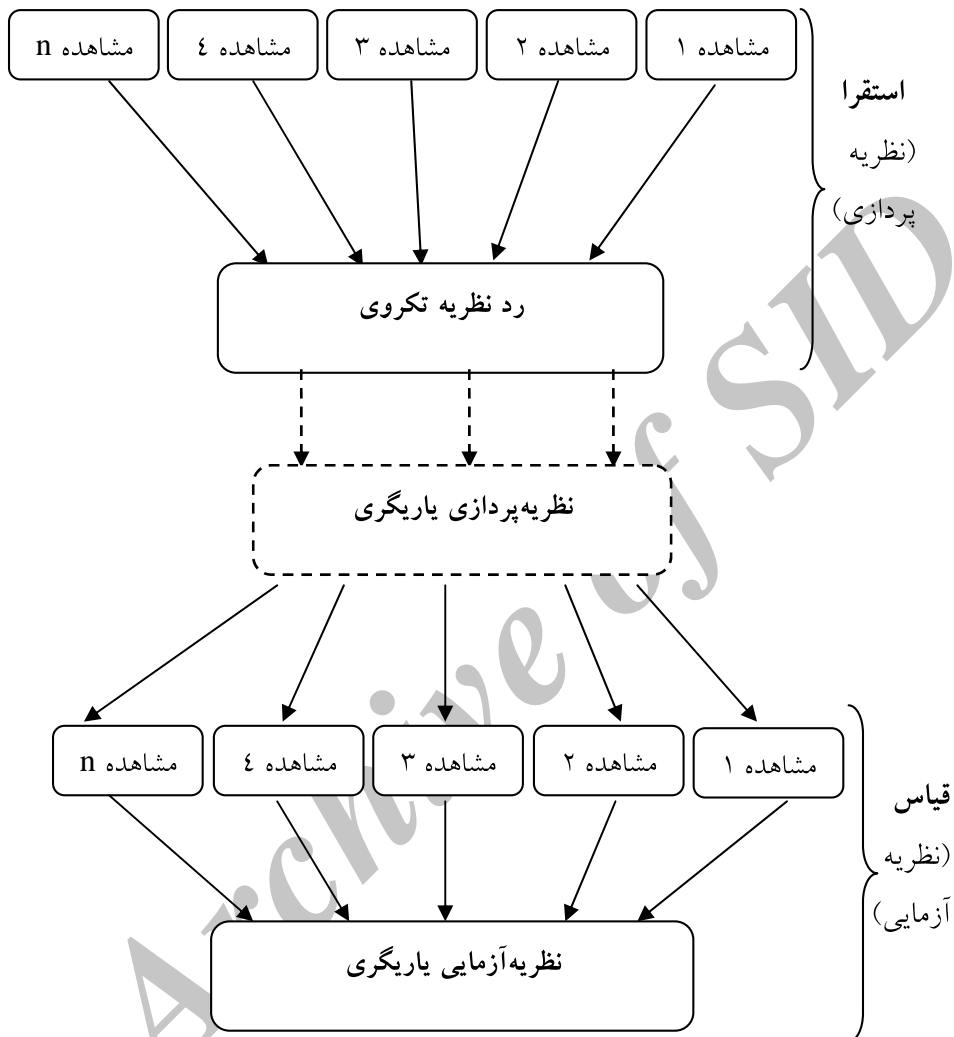 مشاهده ۱
مشاهده ۲
مشاهده ۳
مشاهده ٤
مشاهده n
استقرا
(نظریه
پردازی)
رد نظریه تکروی
نظریه‌پردازی یاریگری
مشاهده ۱
مشاهده ۲
مشاهده ۳
مشاهده ٤
مشاهده n
قیاس
(نظریه
آزمایی)
نظریه‌آزمایی یاریگری
Archive of SID